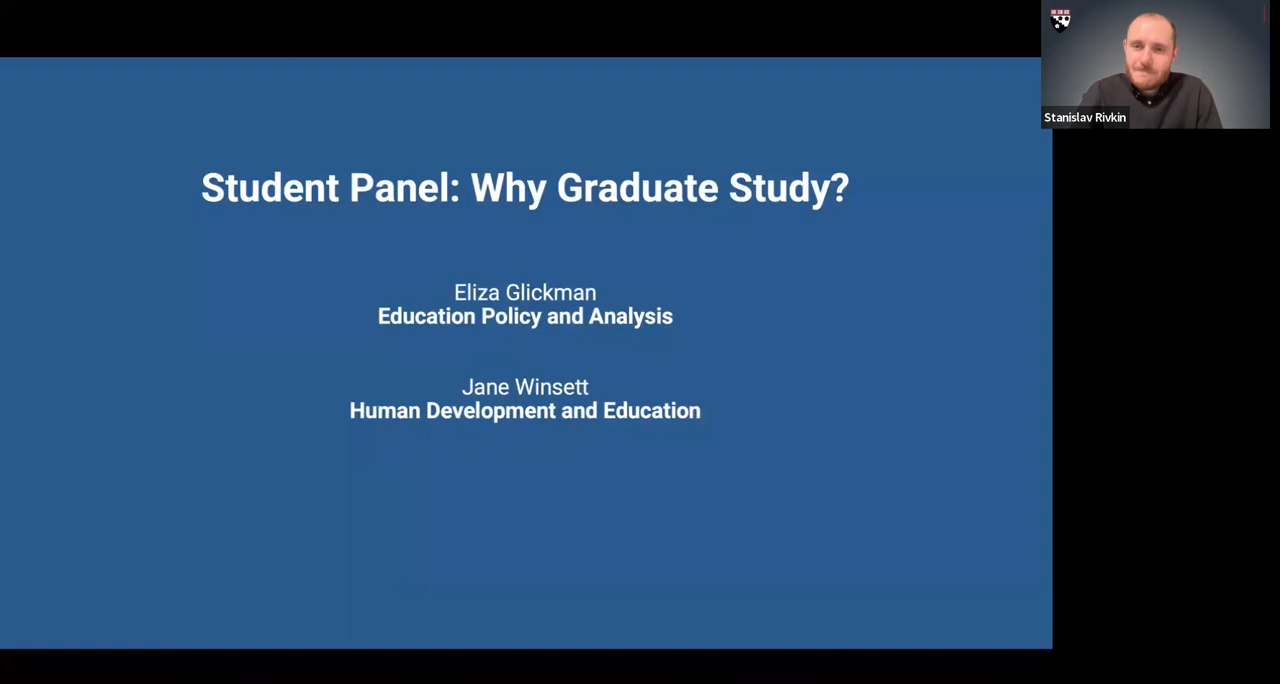 Student Panel: Why Graduate Study?
Eliza Glickman
Education Policy and Analysis
Jane Winsett
Human Development and Education
Stanislav Rivkin